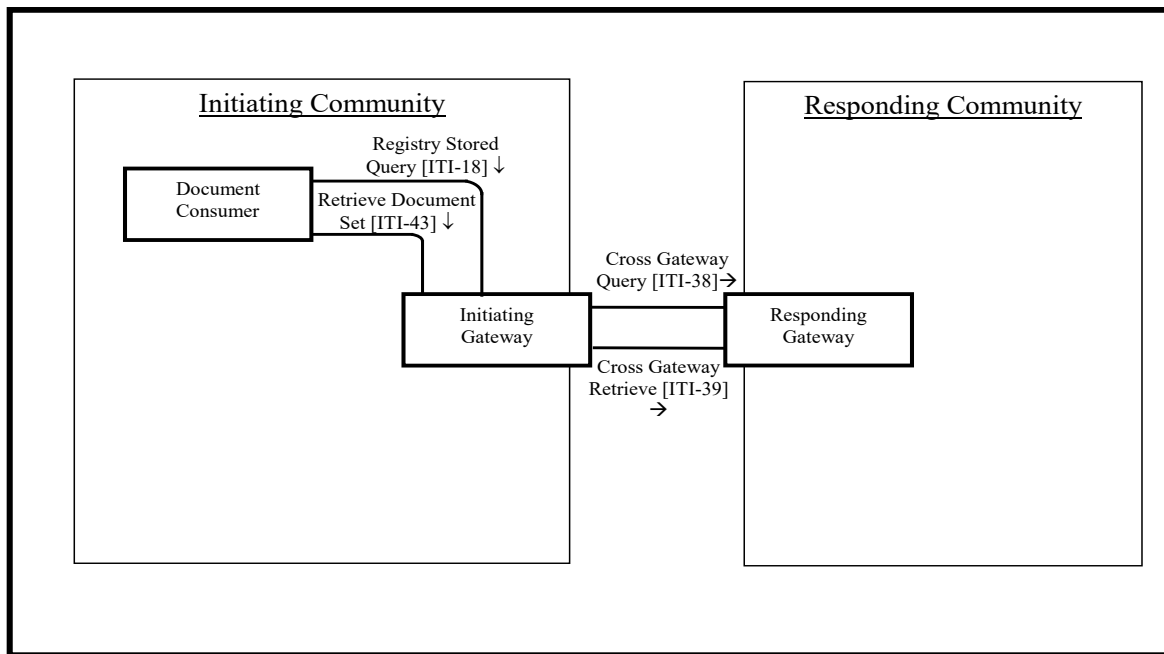 Initiating Community
Responding Community
Registry Stored
Query [ITI-18] ↓
Document
Consumer
Retrieve Document
Set [ITI-43] ↓
Cross Gateway
Query [ITI-38]→
Initiating
Gateway
Responding
Gateway
Cross Gateway
Retrieve [ITI-39]
→